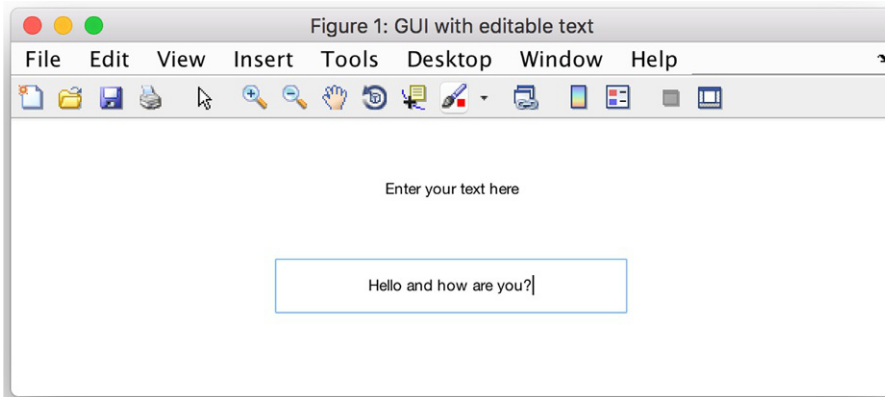 Figure 1: GUI with editable text
File Edit View Insert Tools Desktop Window Help
Enter your text here
Hello and how are you?